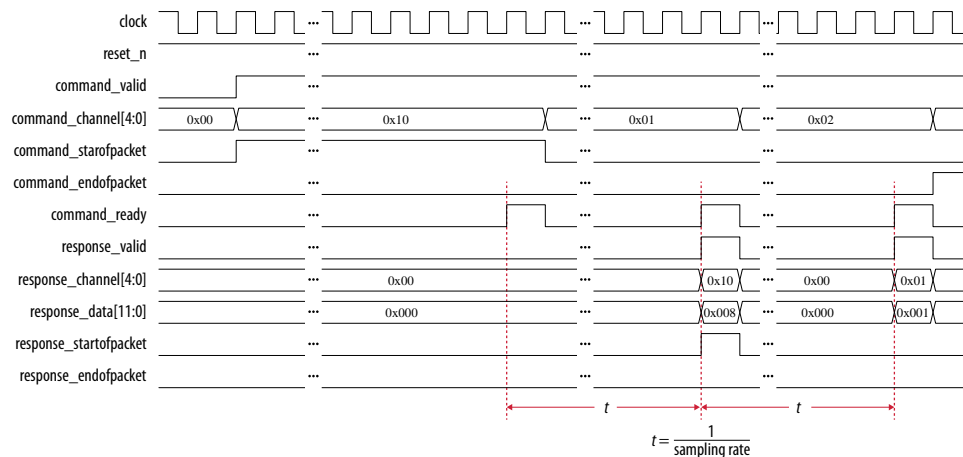 clock
reset_n
command_valid
command_channel[4:0] 0x00 0x10 0x01 0x02
command_starofpacket
command_endofpacket
command_ready
response_valid
response_channel[4:0] 0x00 0x10 0x00 0x01
response_data[11:0] 0x000 0x008 0x000 0x001
response_startofpacket
response_endofpacket
t t
t = 1
sampling rate